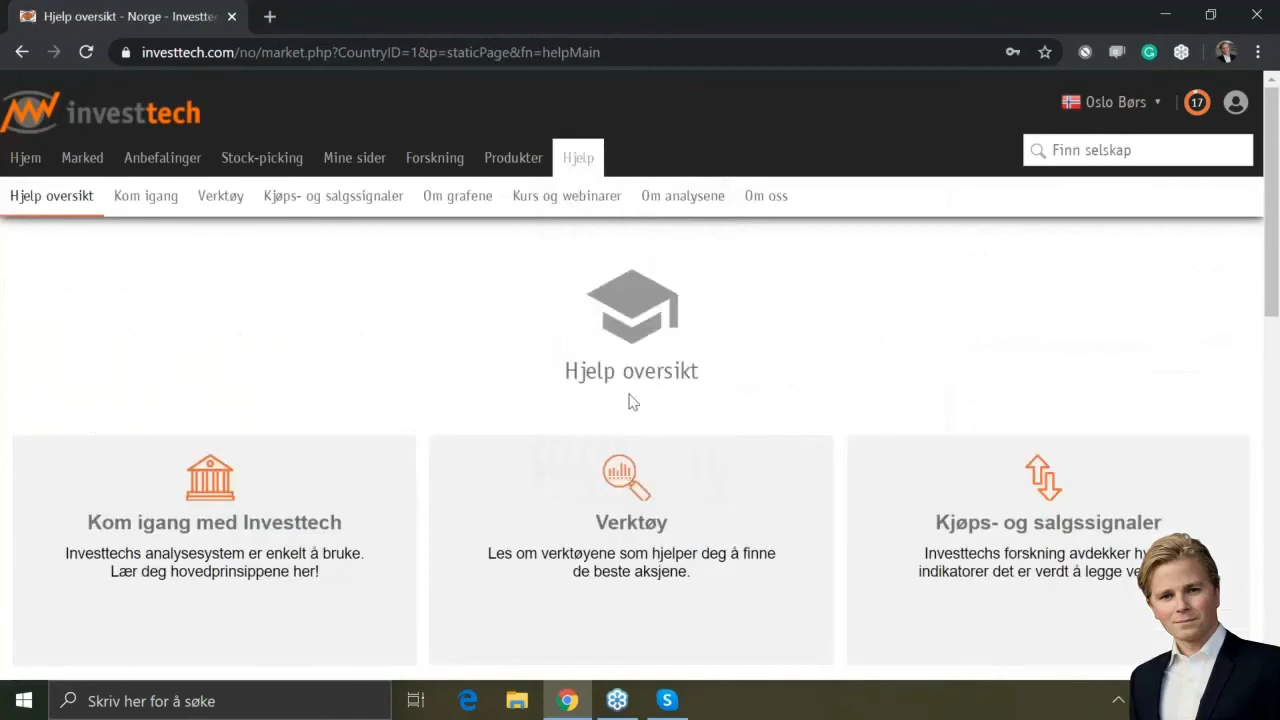 Hjelp oversikt - Norge - Investte
investtech.com/no/market.php?CountryID=1&p=staticPage&fn=helpMain
investtech
Oslo Børs
17
Hjem Marked Anbefalinger Stock-picking Mine sider Forskning Produkter Hjelp
Finn selskap
Hjelp oversikt Kom igang Verktøy Kjøps- og salgssignaler Om grafene Kurs og webinarer Om analysene Om oss
Hjelp oversikt
Kom igang med Investtech
Investtechs analysesystem er enkelt å bruke.
Lær deg hovedprinsippene her!
Verktøy
Les om verktøyene som hjelper deg å finne
de beste aksjene.
Kjøps- og salgssignaler
Investtechs forskning avdekker
indikatorer det er verdt å legge
Skriv her for å søke